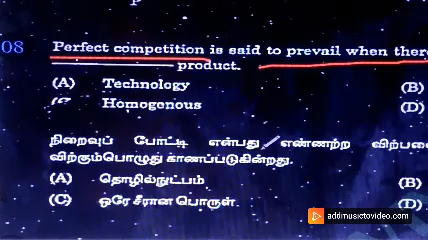 08 Perfect competition is said to prevail when there
product.
(A) Technology (B)
(C Homogenous (D)
நிறைவுப் போட்டி என்பது எண்ணற்ற விற்பனை
விற்கும்பொழுது காணப்படுகின்றது.
(A) தொழில்நுட்பம் (B)
(C) ஒரே சீரான பொருள். (D)
addmusictovideo.com